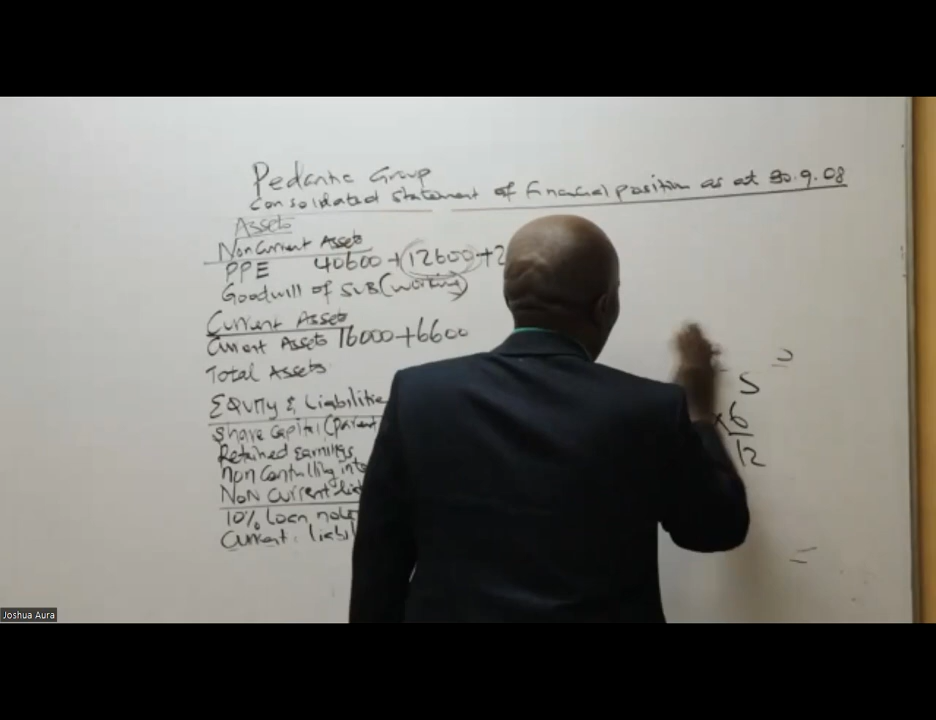 Pedantic Group
Consolidated Statement of Financial position as at 30.9.08
Assets
Non Current Assets
PPE 40600 + (12600) + 2
Goodwill of SUB (working)
Current Assets
Current Assets 16000 + 6600
Total Assets
EQUITY & Liabilities
Share Capital (parent
Retained Earnings
Non Controlling inte
NON Current liab
10% Loan note
Current liabil
5
x 6
12
=
Joshua Aura